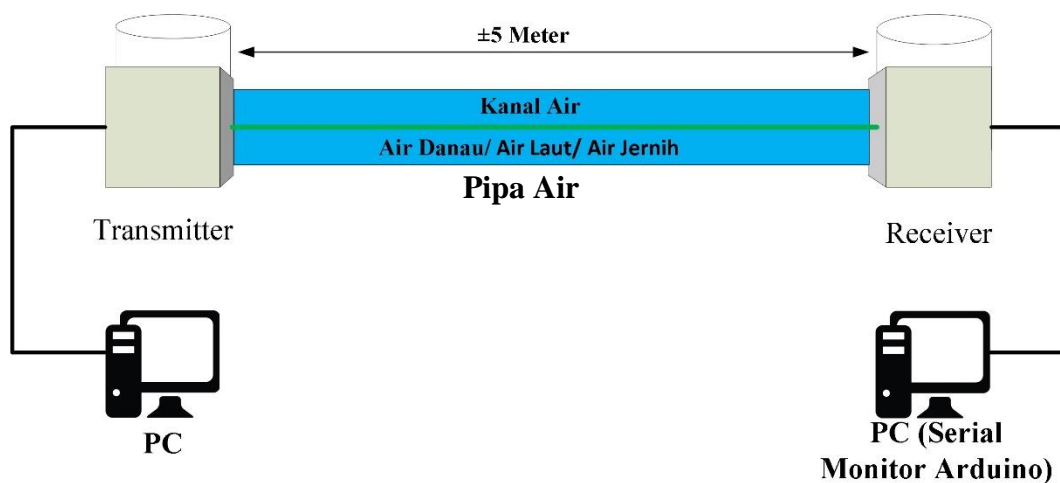 ±5 Meter
Kanal Air
Air Danau/ Air Laut/ Air Jernih
Pipa Air
Transmitter
Receiver
PC
PC (Serial
Monitor Arduino)